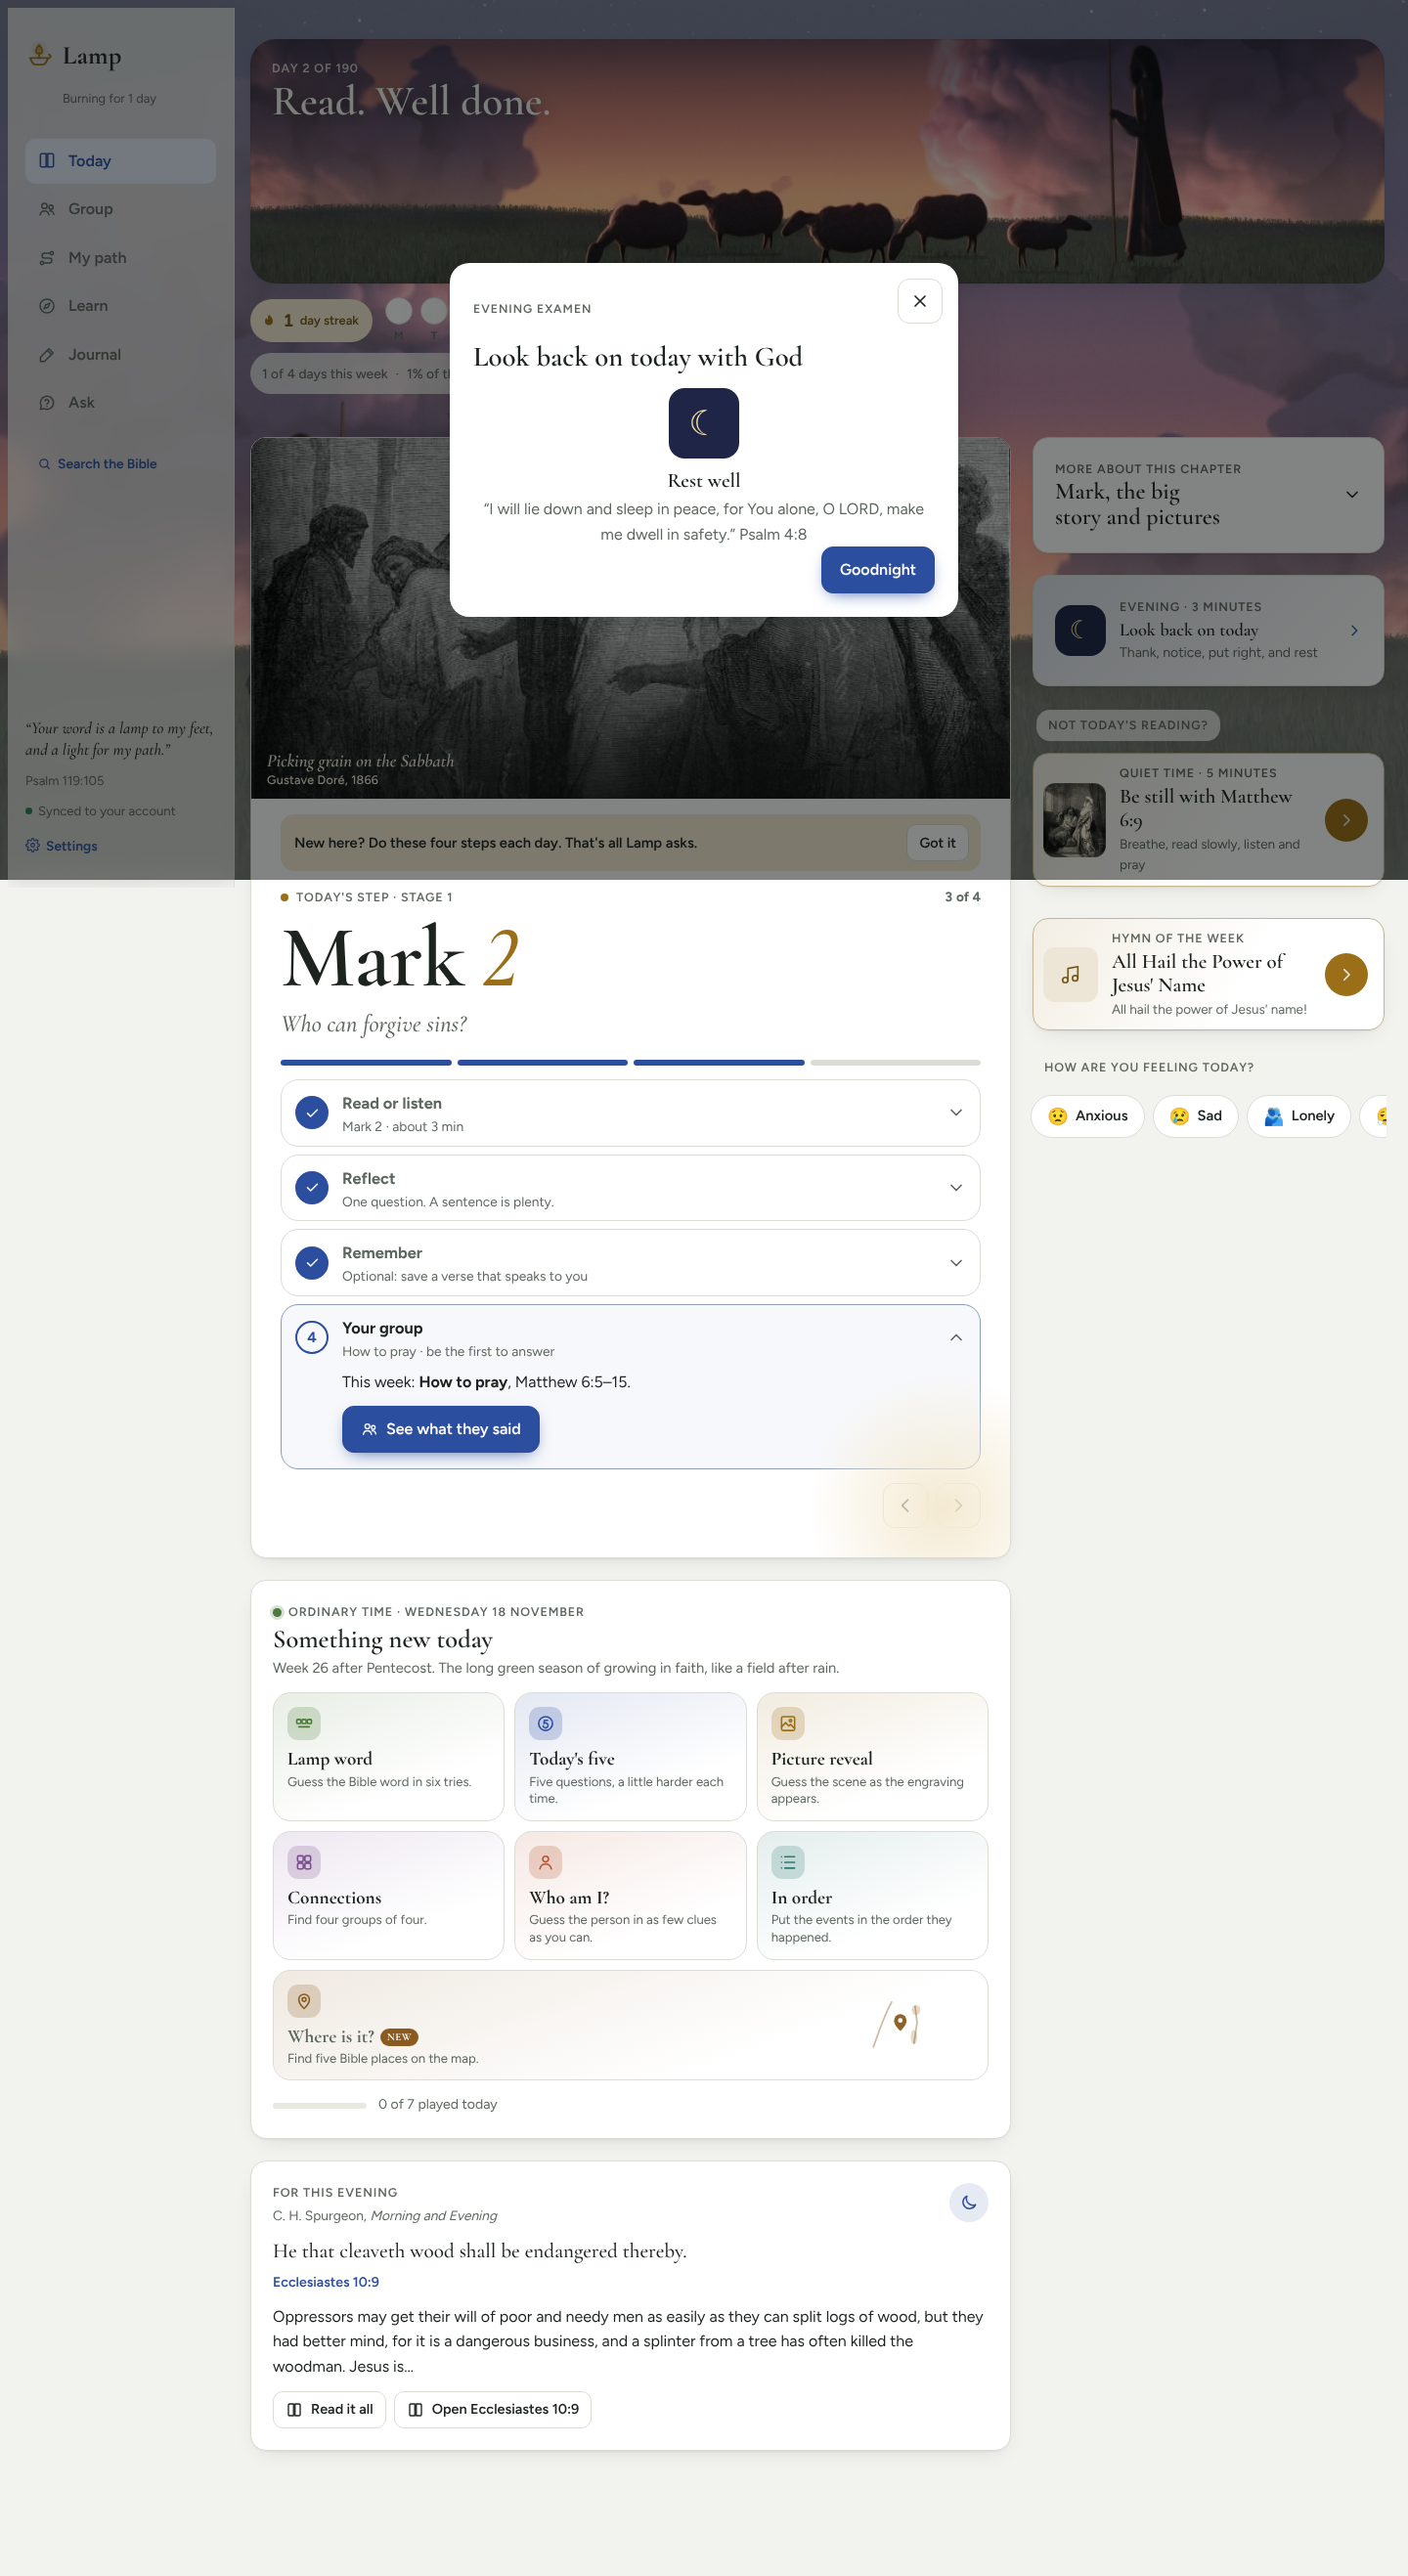 Lamp
Burning for 1 day
Today
Group
My path
Learn
Journal
Ask
Search the Bible
“Your word is a lamp to my feet,
and a light for my path.”
Psalm 119:105
Synced to your account
Settings
DAY 2 OF 190
Read. Well done.
1 day streak
M T
1 of 4 days this week · 1% of t
EVENING EXAMEN
Look back on today with God
Rest well
“I will lie down and sleep in peace, for You alone, O LORD, make
me dwell in safety.” Psalm 4:8
Goodnight
Picking grain on the Sabbath
Gustave Doré, 1866
New here? Do these four steps each day. That's all Lamp asks.
Got it
TODAY'S STEP · STAGE 1
3 of 4
Mark 2
Who can forgive sins?
Read or listen
Mark 2 · about 3 min
Reflect
One question. A sentence is plenty.
Remember
Optional: save a verse that speaks to you
4
Your group
How to pray · be the first to answer
This week: How to pray, Matthew 6:5–15.
See what they said
MORE ABOUT THIS CHAPTER
Mark, the big
story and pictures
EVENING · 3 MINUTES
Look back on today
Thank, notice, put right, and rest
NOT TODAY'S READING?
QUIET TIME · 5 MINUTES
Be still with Matthew
6:9
Breathe, read slowly, listen and
pray
HYMN OF THE WEEK
All Hail the Power of
Jesus' Name
All hail the power of Jesus' name!
HOW ARE YOU FEELING TODAY?
Anxious
Sad
Lonely
ORDINARY TIME · WEDNESDAY 18 NOVEMBER
Something new today
Week 26 after Pentecost. The long green season of growing in faith, like a field after rain.
Lamp word
Guess the Bible word in six tries.
5
Today's five
Five questions, a little harder each
time.
Picture reveal
Guess the scene as the engraving
appears.
Connections
Find four groups of four.
Who am I?
Guess the person in as few clues
as you can.
In order
Put the events in the order they
happened.
Where is it? NEW
Find five Bible places on the map.
0 of 7 played today
FOR THIS EVENING
C. H. Spurgeon, Morning and Evening
He that cleaveth wood shall be endangered thereby.
Ecclesiastes 10:9
Oppressors may get their will of poor and needy men as easily as they can split logs of wood, but they
had better mind, for it is a dangerous business, and a splinter from a tree has often killed the
woodman. Jesus is...
Read it all
Open Ecclesiastes 10:9